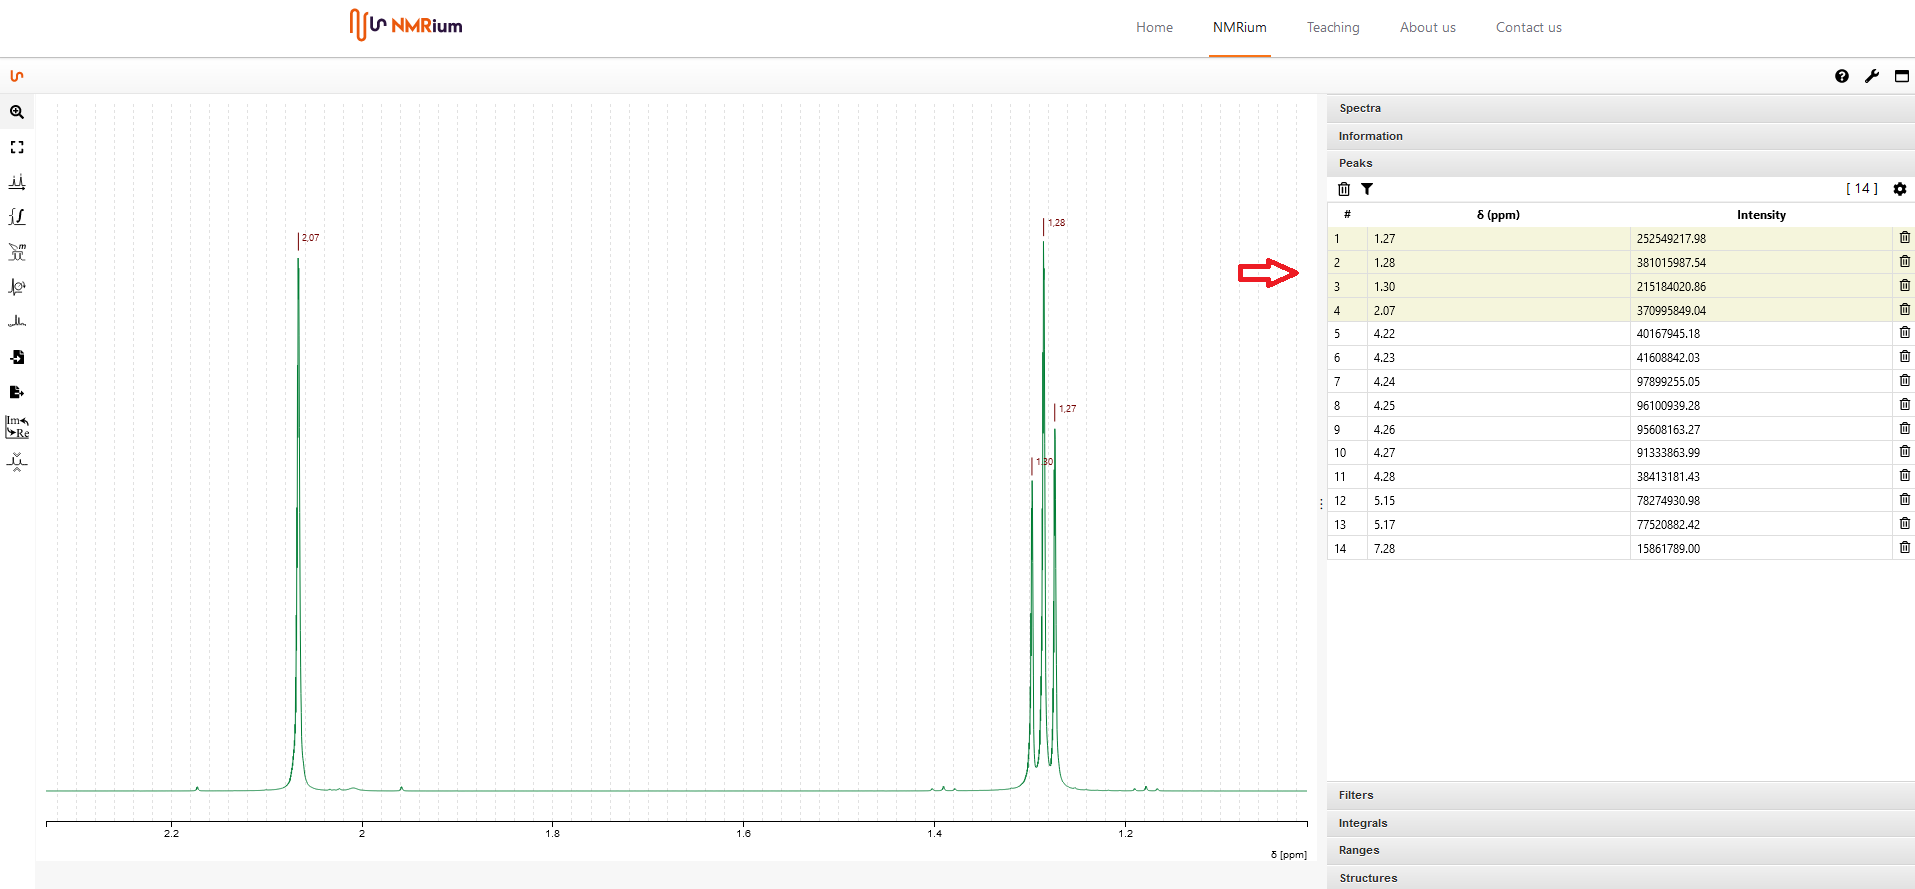 NMRium
Home NMRium Teaching About us Contact us
Spectra
Information
Peaks
[ 14 ]
# δ (ppm) Intensity
1 1.27 252549217.98
2 1.28 381015987.54
3 1.30 215184020.86
4 2.07 370995849.04
5 4.22 40167945.18
6 4.23 41608842.03
7 4.24 97899255.05
8 4.25 96100939.28
9 4.26 95608163.27
10 4.27 91333863.99
11 4.28 38413181.43
12 5.15 78274930.98
13 5.17 77520882.42
14 7.28 15861789.00
Filters
Integrals
Ranges
Structures
m
Im
Re
2,07
1,28
1,27
1,30
2.2 2 1.8 1.6 1.4 1.2
δ [ppm]